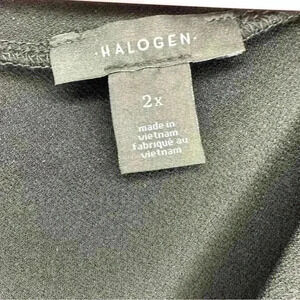 ·HALOGEN·
2x
made in
vietnam
fabriqué au
vietnam